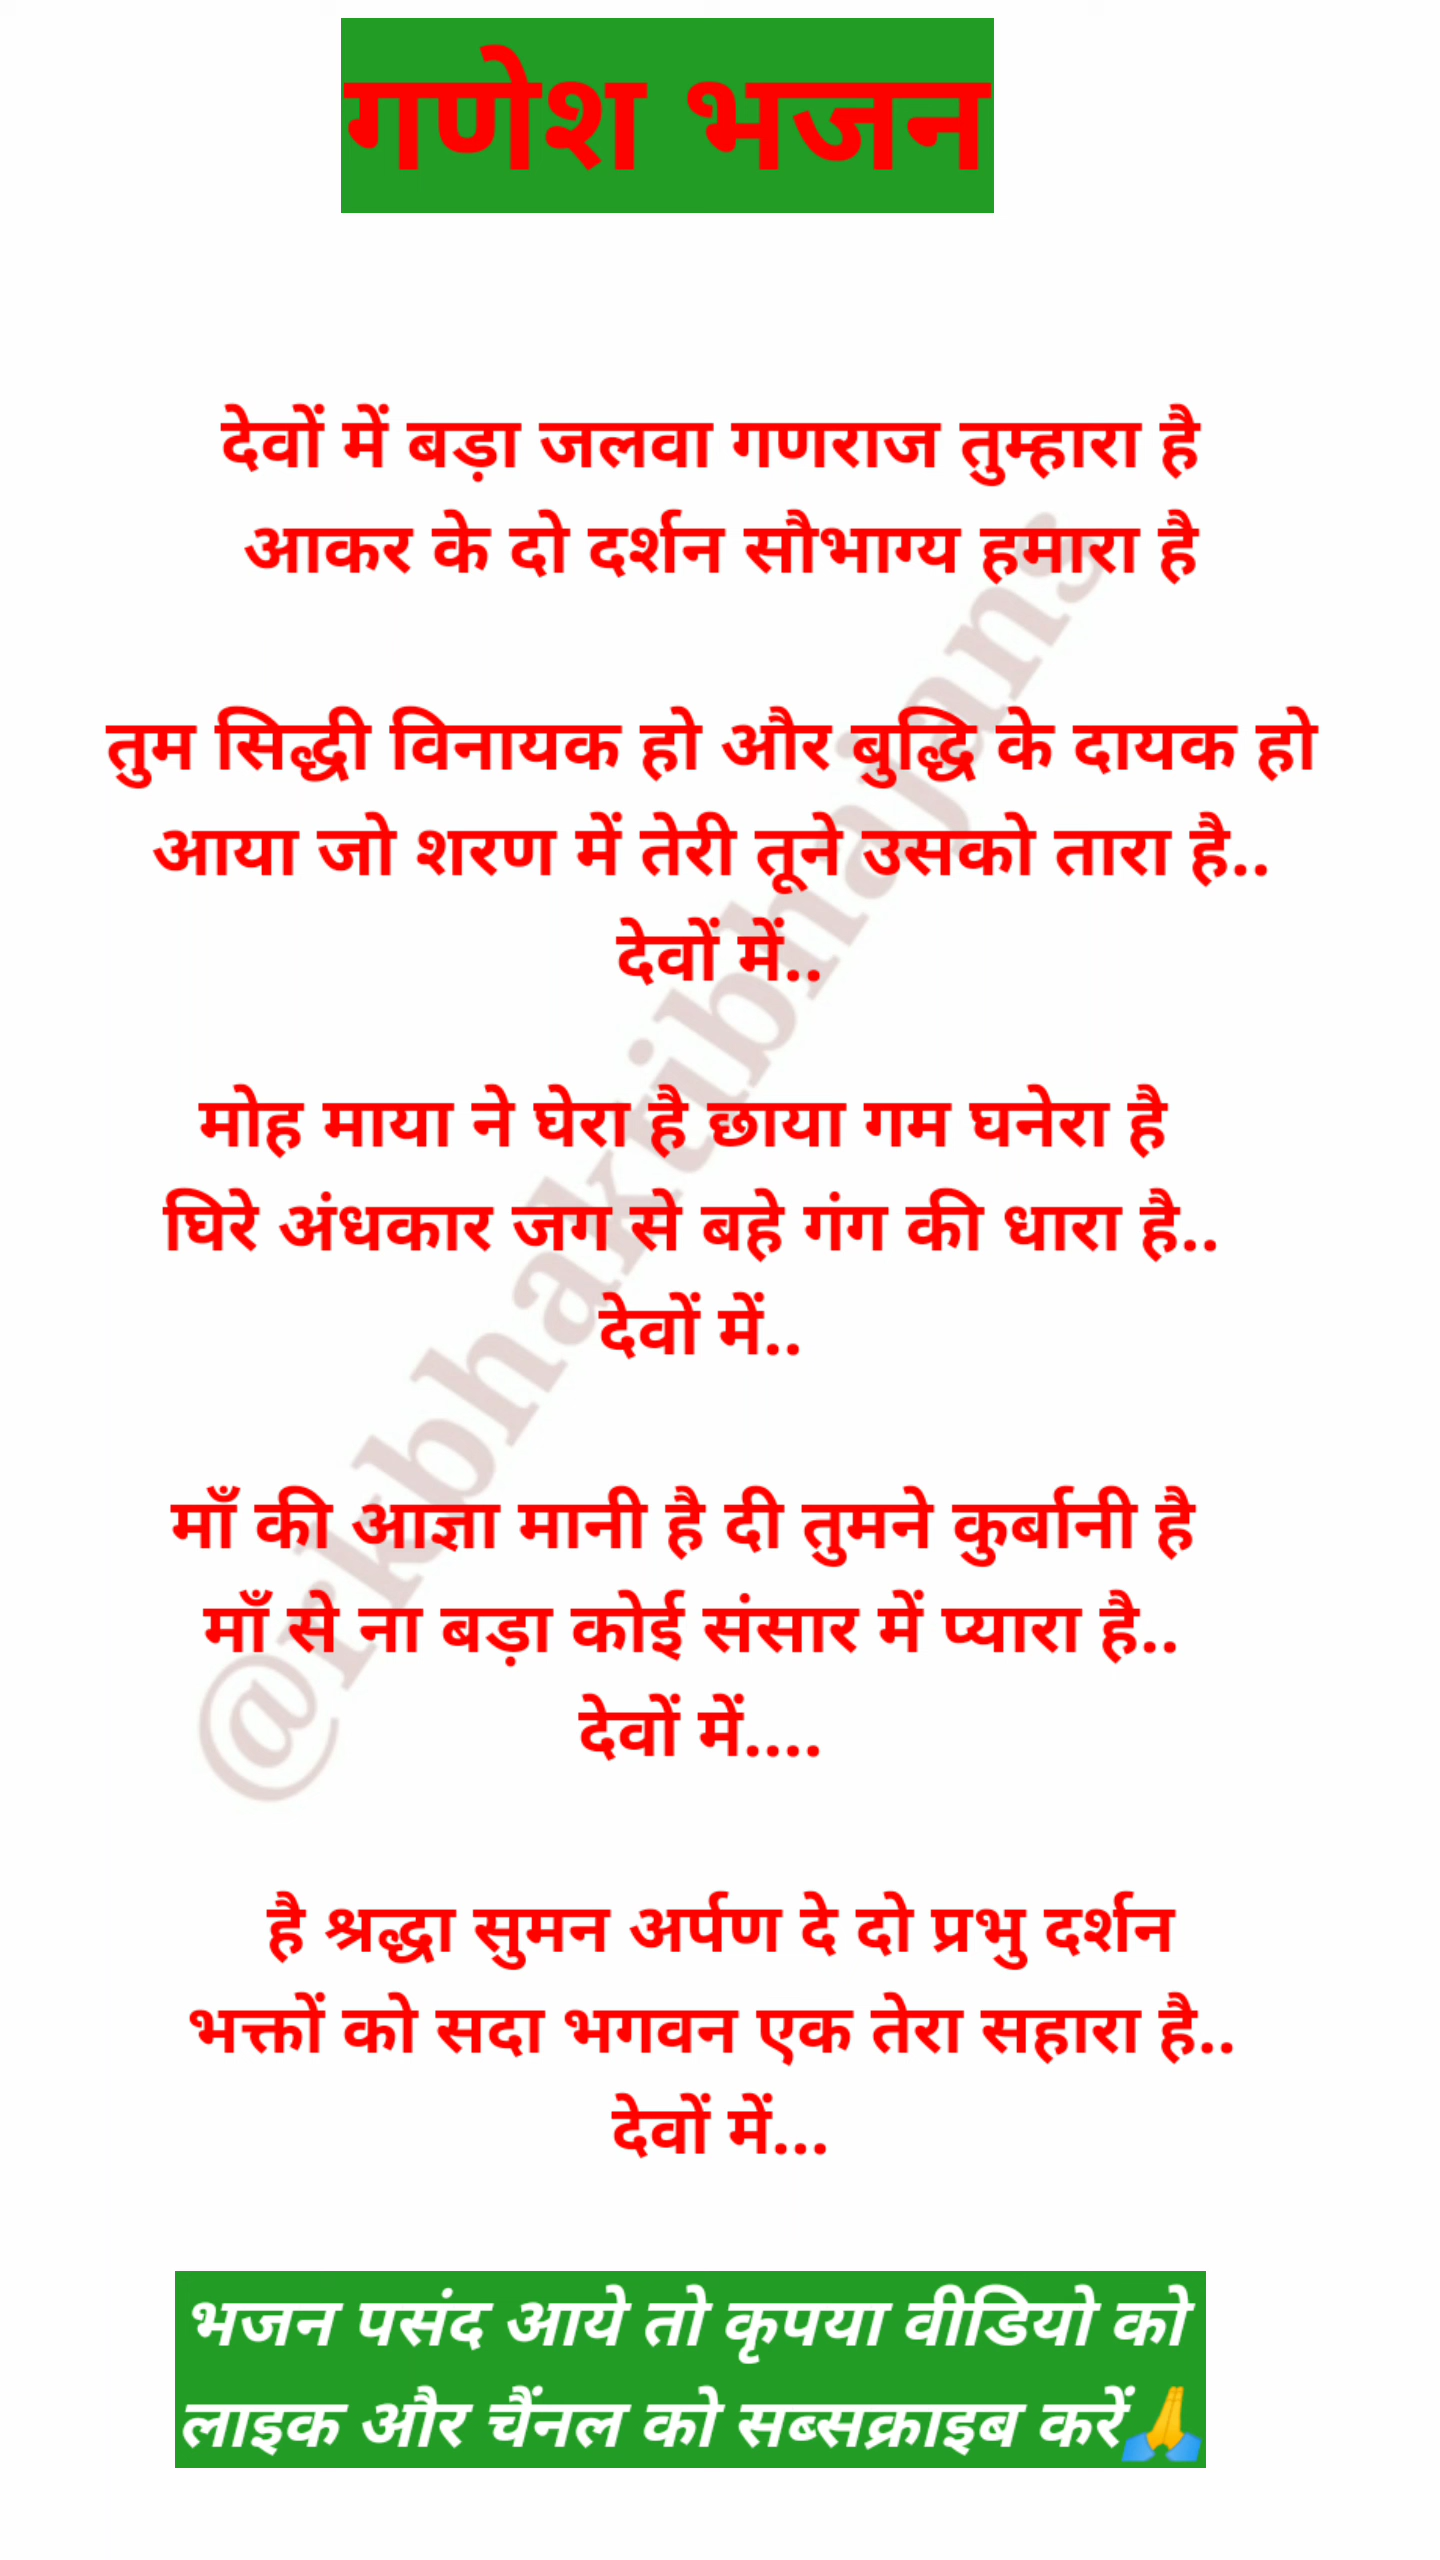 गणेश भजन
देवों में बड़ा जलवा गणराज तुम्हारा है
आकर के दो दर्शन सौभाग्य हमारा है
तुम सिद्धी विनायक हो और बुद्धि के दायक हो
आया जो शरण में तेरी तूने उसको तारा है..
देवों में..
मोह माया ने घेरा है छाया गम घनेरा है
घिरे अंधकार जग से बहे गंग की धारा है..
देवों में..
माँ की आज्ञा मानी है दी तुमने कुर्बानी है
माँ से ना बड़ा कोई संसार में प्यारा है..
देवों में....
है श्रद्धा सुमन अर्पण दे दो प्रभु दर्शन
भक्तों को सदा भगवन एक तेरा सहारा है..
देवों में...
भजन पसंद आये तो कृपया वीडियो को
लाइक और चैंनल को सब्सक्राइब करें🙏
@rkbhaktibhajans